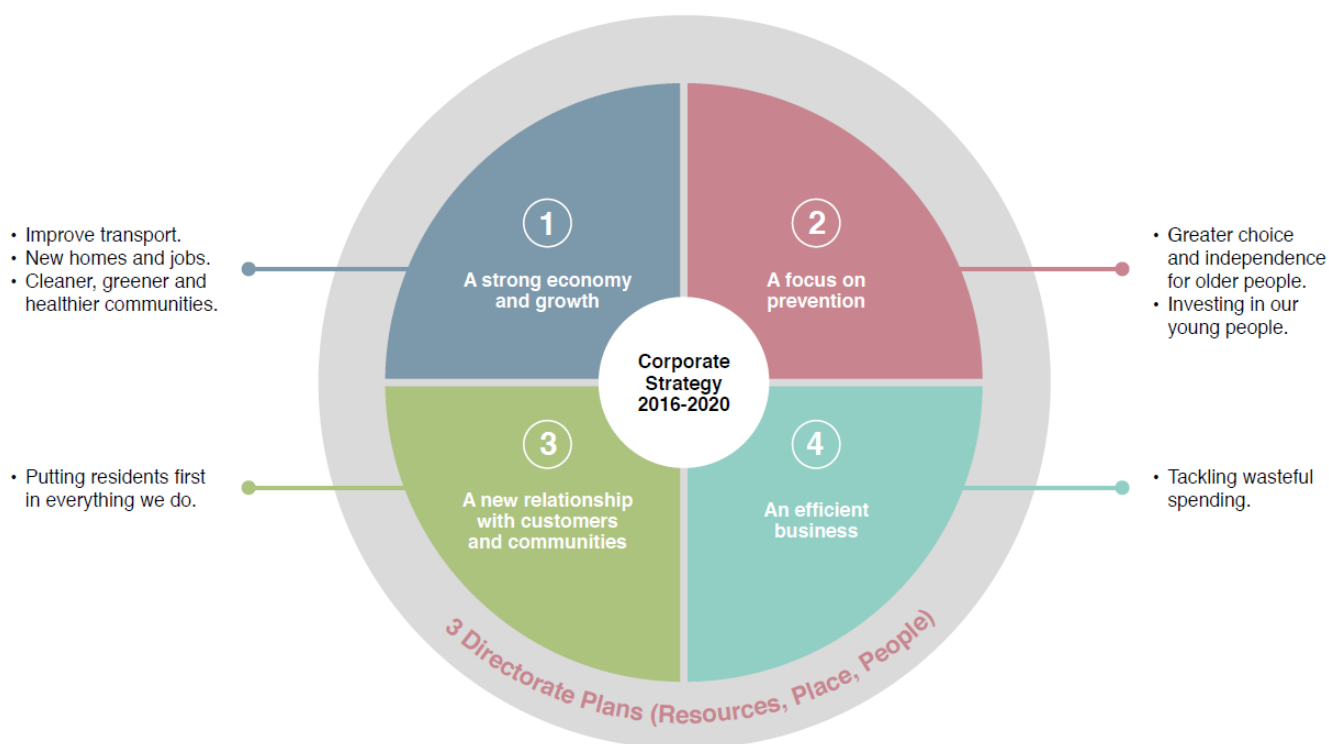 • Improve transport.
• New homes and jobs.
• Cleaner, greener and
healthier communities.
1
A strong economy
and growth
2
A focus on
prevention
• Greater choice
and independence
for older people.
• Investing in our
young people.
Corporate
Strategy
2016-2020
• Putting residents first
in everything we do.
3
A new relationship
with customers
and communities
4
An efficient
business
• Tackling wasteful
spending.
3 Directorate Plans (Resources, Place, People)